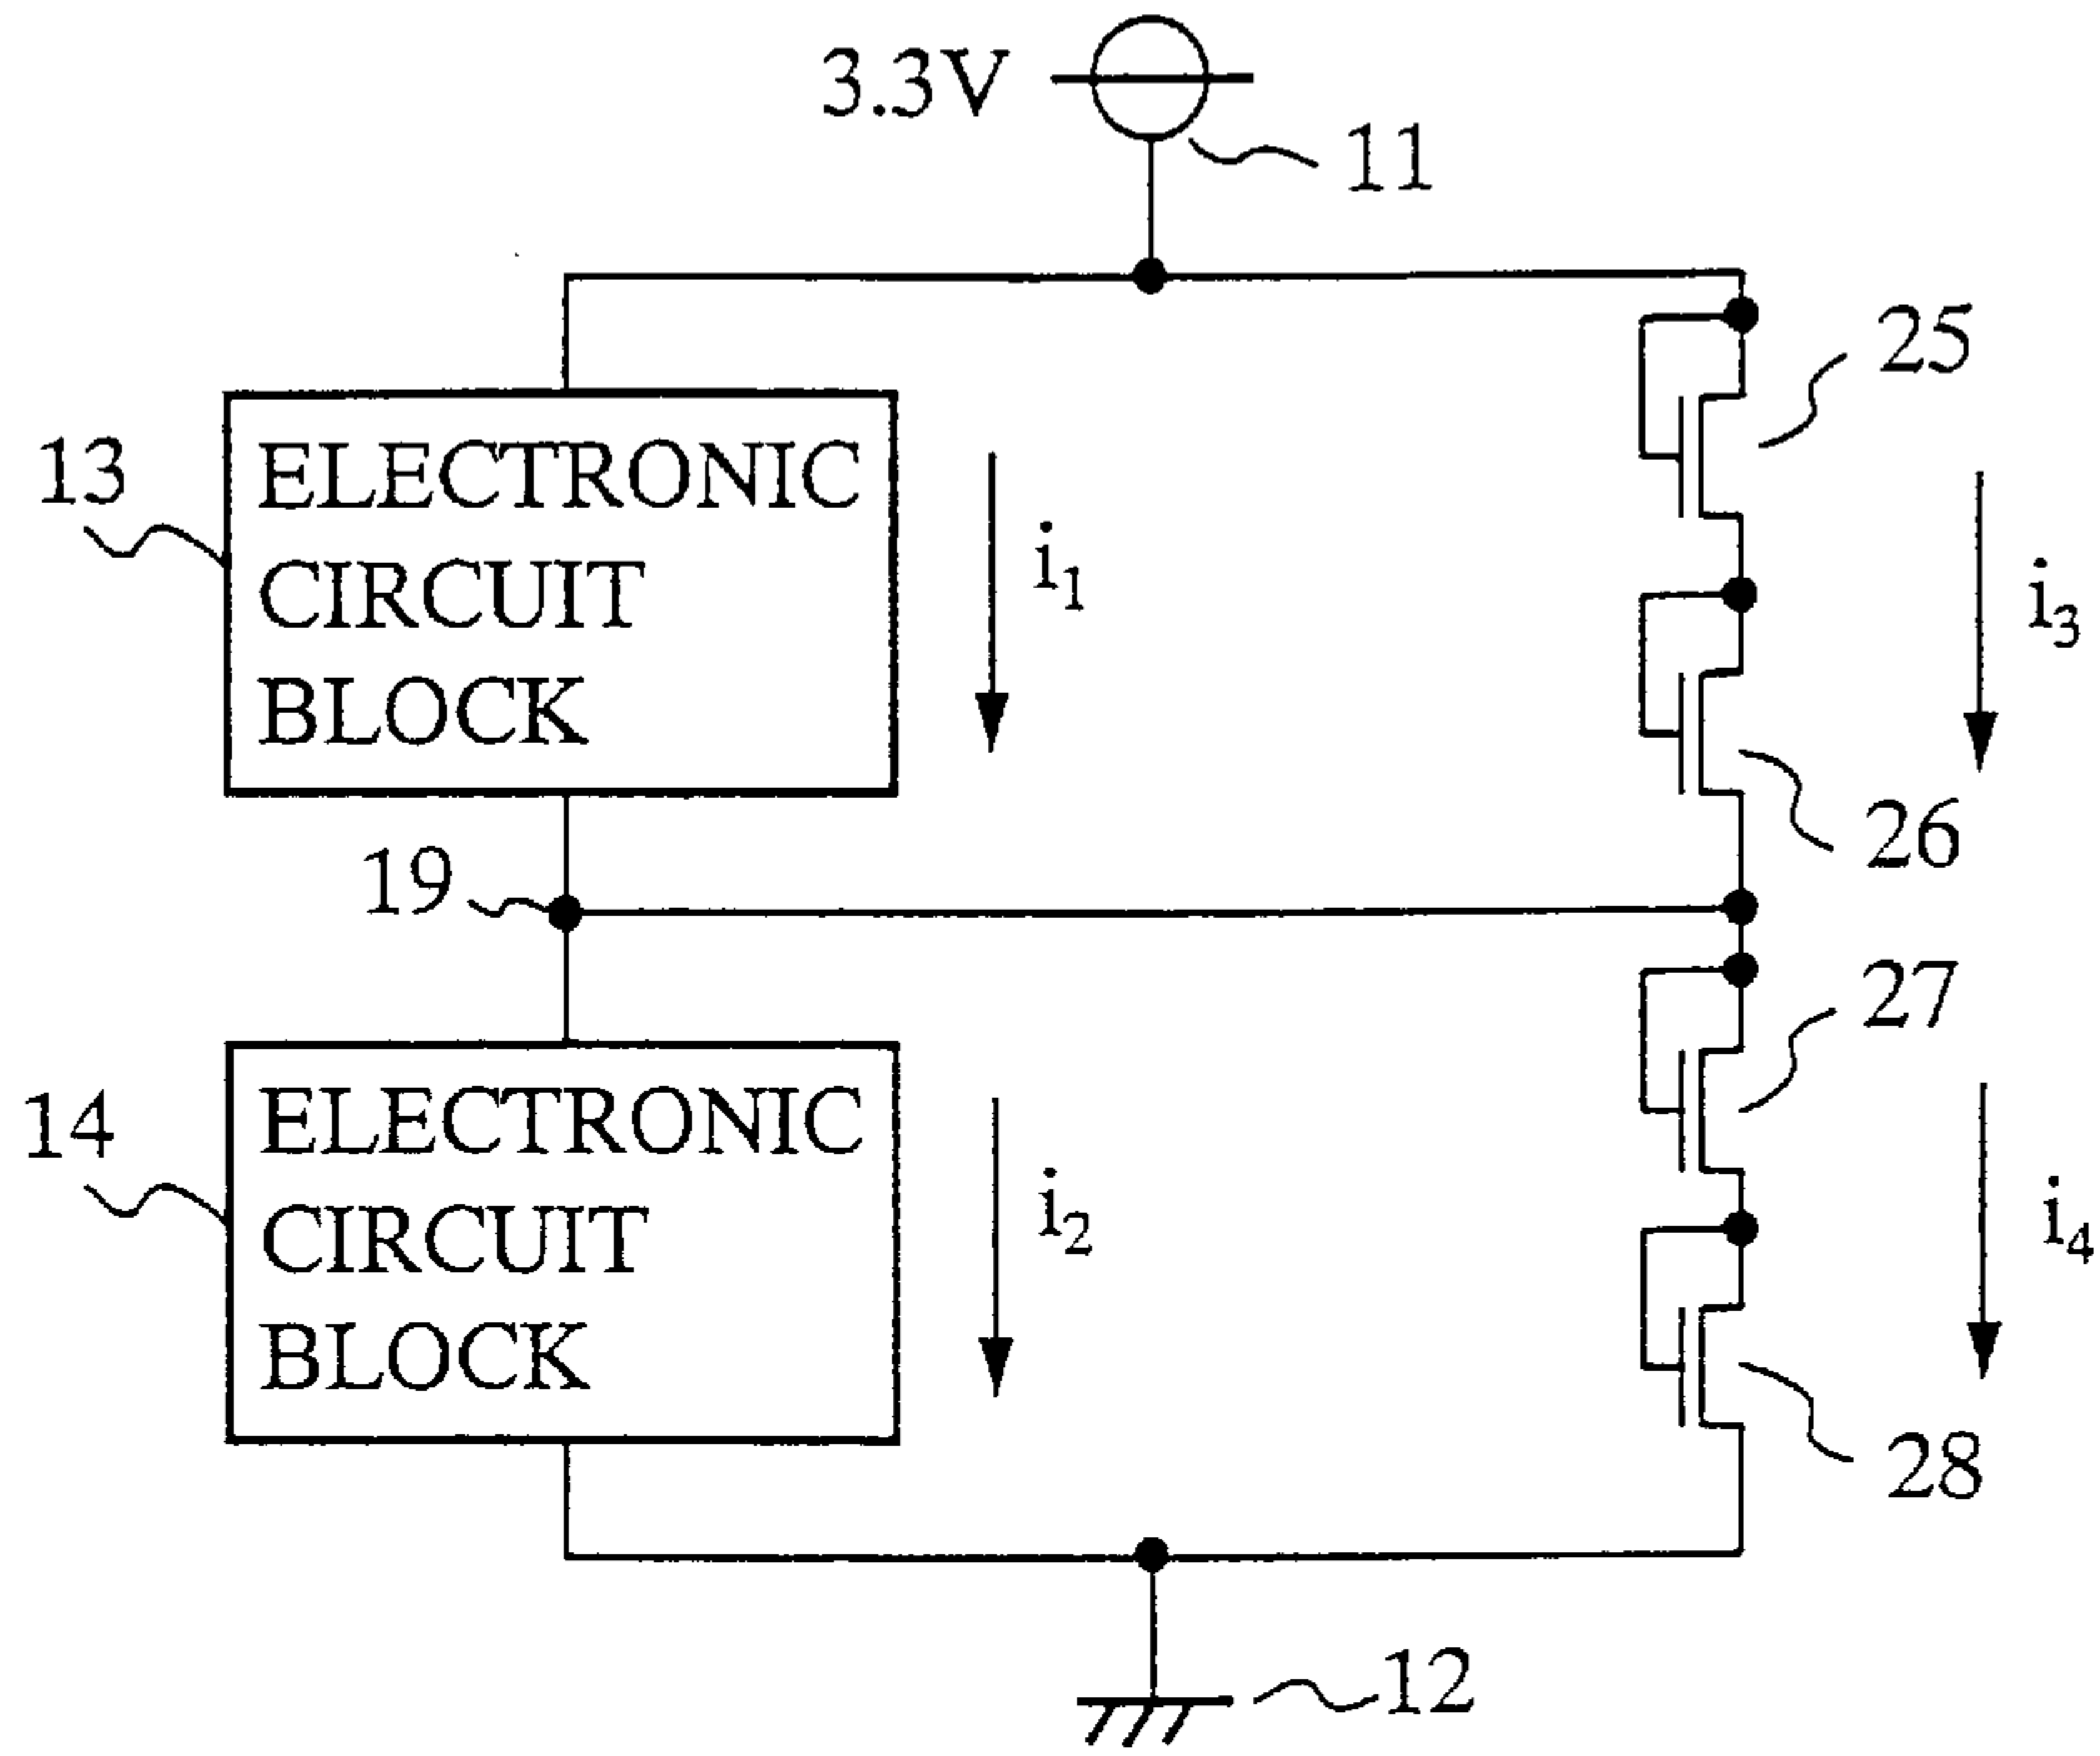 3.3V
11
25
13
ELECTRONIC
CIRCUIT
BLOCK
i1
i3
26
19
27
14
ELECTRONIC
CIRCUIT
BLOCK
i2
i4
28
12